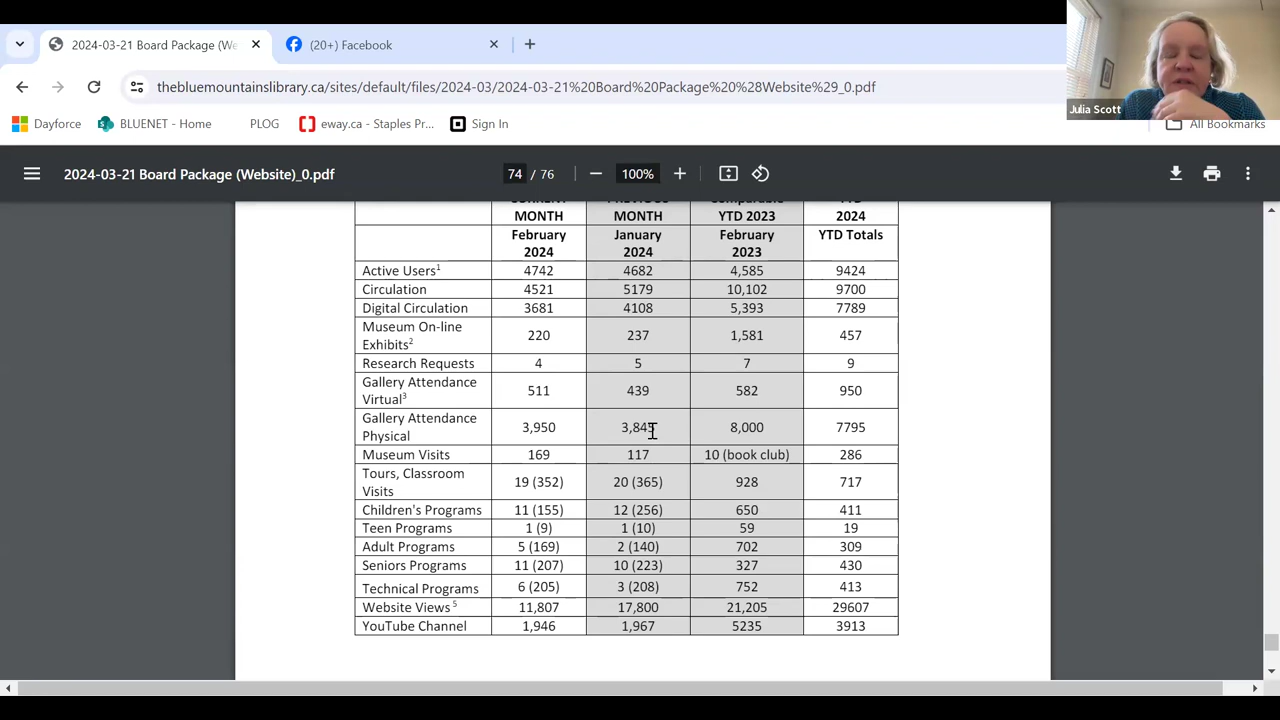 2024-03-21 Board Package (We
(20+) Facebook
thebluemountainslibrary.ca/sites/default/files/2024-03/2024-03-21%20Board%20Package%20%28Website%29_0.pdf
Julia Scott
Dayforce
BLUENET - Home
PLOG
eway.ca - Staples Pr...
Sign In
All Bookmarks
2024-03-21 Board Package (Website)_0.pdf
74 / 76
100%
MONTH MONTH YTD 2023 2024
February 2024 January 2024 February 2023 YTD Totals
Active Users1 4742 4682 4,585 9424
Circulation 4521 5179 10,102 9700
Digital Circulation 3681 4108 5,393 7789
Museum On-line Exhibits2 220 237 1,581 457
Research Requests 4 5 7 9
Gallery Attendance Virtual3 511 439 582 950
Gallery Attendance Physical 3,950 3,845 8,000 7795
Museum Visits 169 117 10 (book club) 286
Tours, Classroom Visits 19 (352) 20 (365) 928 717
Children's Programs 11 (155) 12 (256) 650 411
Teen Programs 1 (9) 1 (10) 59 19
Adult Programs 5 (169) 2 (140) 702 309
Seniors Programs 11 (207) 10 (223) 327 430
Technical Programs 6 (205) 3 (208) 752 413
Website Views 5 11,807 17,800 21,205 29607
YouTube Channel 1,946 1,967 5235 3913